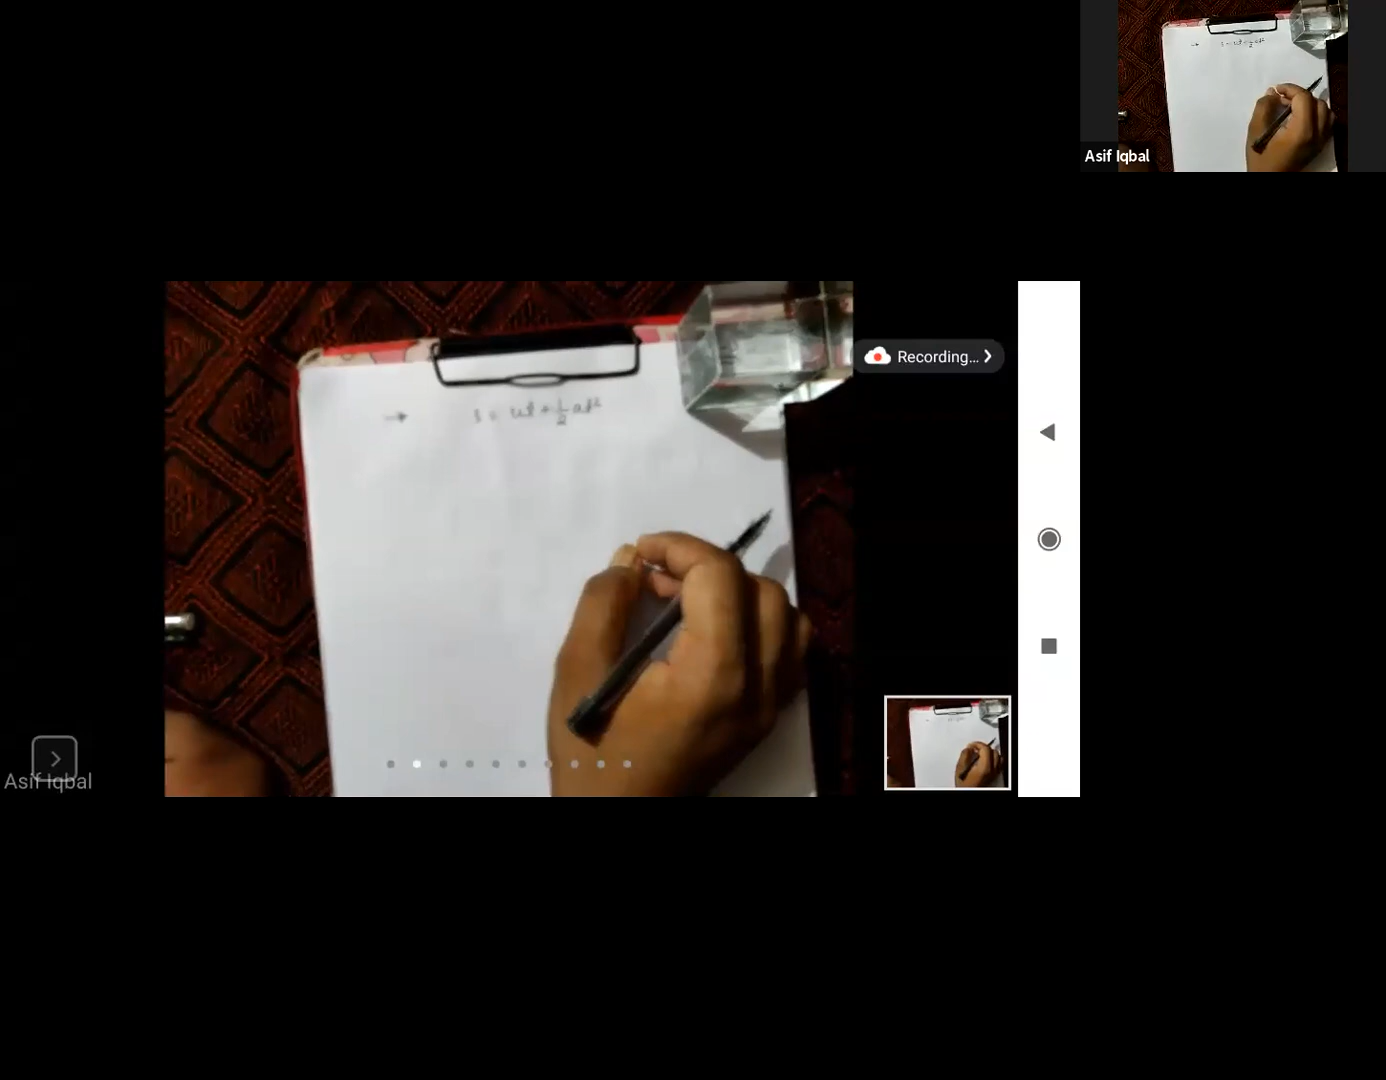 Asif Iqbal
Recording...
→ s = ut + 1/2 at²
Asif Iqbal